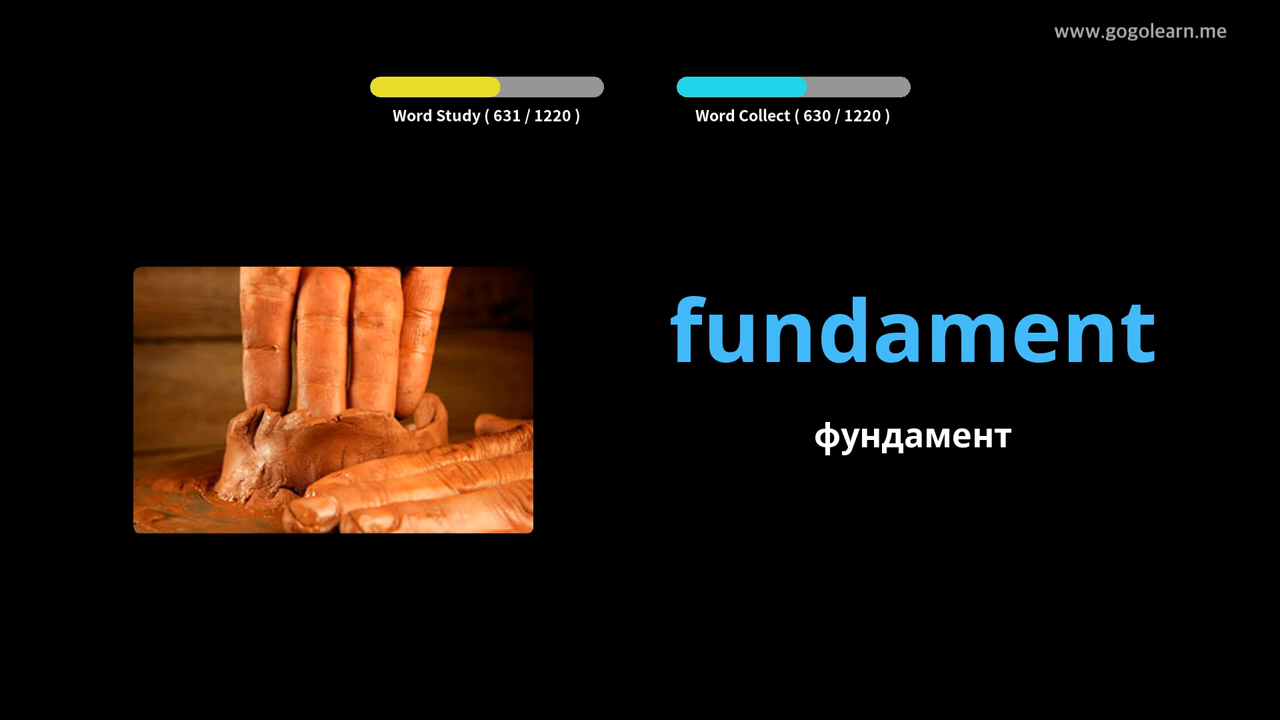 www.gogolearn.me
Word Study ( 631 / 1220 )
Word Collect ( 630 / 1220 )
fundament
фундамент